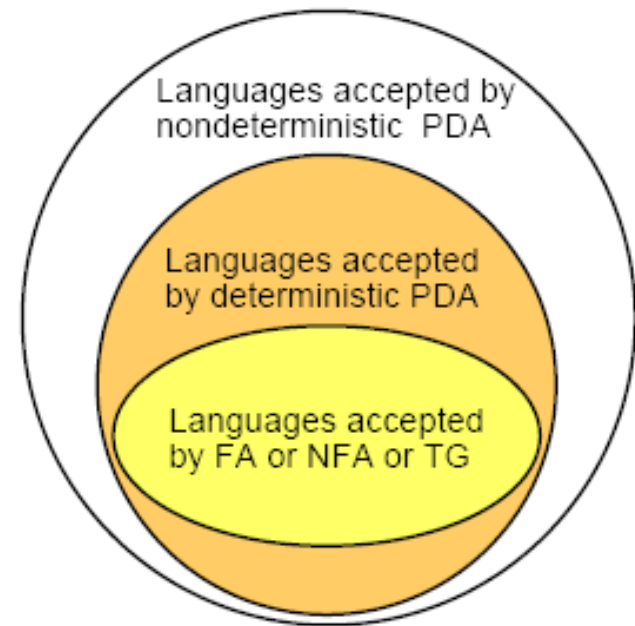 Languages accepted by
nondeterministic PDA
Languages accepted
by deterministic PDA
Languages accepted
by FA or NFA or TG